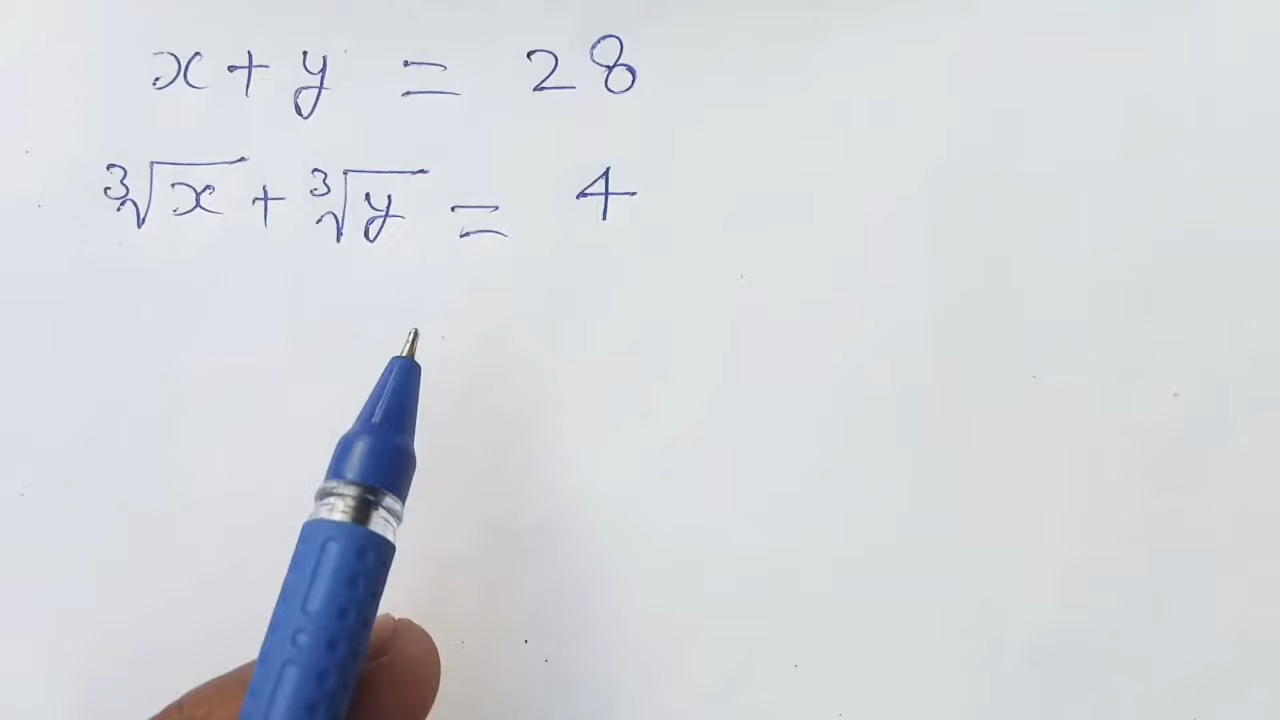 x + y = 28
∛x + ∛y = 4